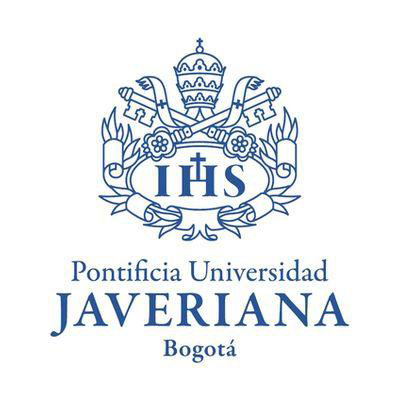 IHS
Pontificia Universidad
JAVERIANA
Bogotá